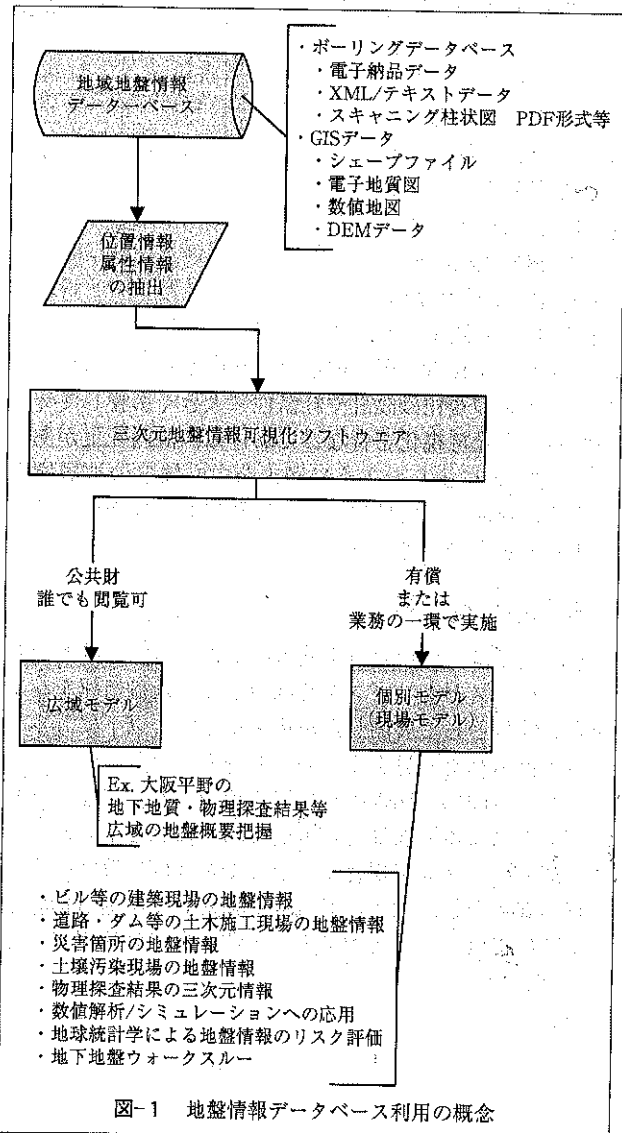 地域地盤情報
データーベース
・ボーリングデータベース
・電子納品データ
・XML/テキストデータ
・スキャニング柱状図 PDF形式等
・GISデータ
・シェープファイル
・電子地質図
・数値地図
・DEMデータ
位置情報
属性情報
の抽出
三次元地盤情報可視化ソフトウエア
公共財
誰でも閲覧可
有償
または
業務の一環で実施
広域モデル
個別モデル
(現場モデル)
Ex. 大阪平野の
地下地質・物理探査結果等
広域の地盤概要把握
・ビル等の建築現場の地盤情報
・道路・ダム等の土木施工現場の地盤情報
・災害箇所の地盤情報
・土壌汚染現場の地盤情報
・物理探査結果の三次元情報
・数値解析/シミュレーションへの応用
・地球統計学による地盤情報のリスク評価
・地下地盤ウォークスルー
図-1 地盤情報データベース利用の概念